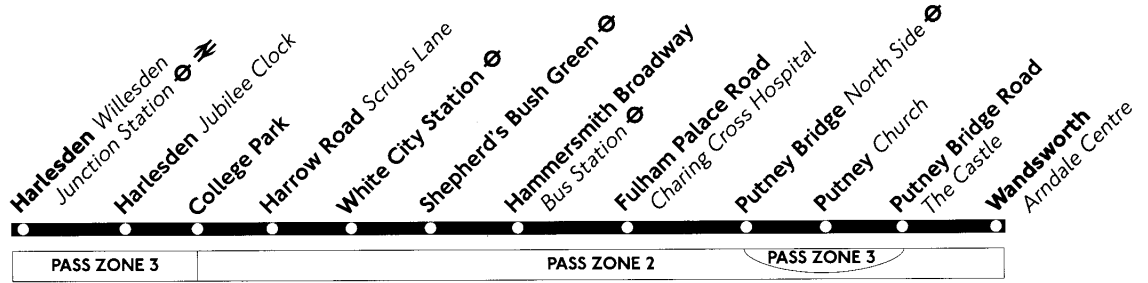 Harlesden Willesden
Junction Station
Harlesden Jubilee Clock
College Park
Harrow Road Scrubs Lane
White City Station
Shepherd's Bush Green
Hammersmith Broadway
Bus Station
Fulham Palace Road
Charing Cross Hospital
Putney Bridge North Side
Putney Church
Putney Bridge Road
The Castle
Wandsworth
Arndale Centre
PASS ZONE 3
PASS ZONE 2
PASS ZONE 3